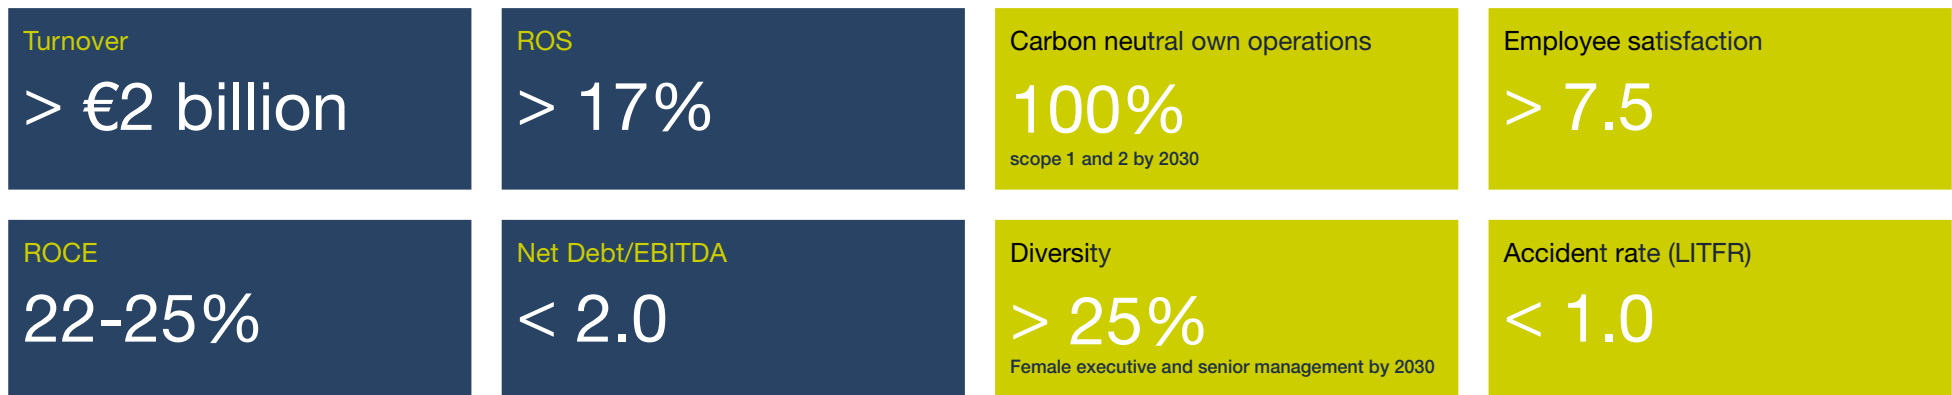 Turnover
> €2 billion
ROS
> 17%
Carbon neutral own operations
100%
scope 1 and 2 by 2030
Employee satisfaction
> 7.5
ROCE
22-25%
Net Debt/EBITDA
< 2.0
Diversity
> 25%
Female executive and senior management by 2030
Accident rate (LITFR)
< 1.0